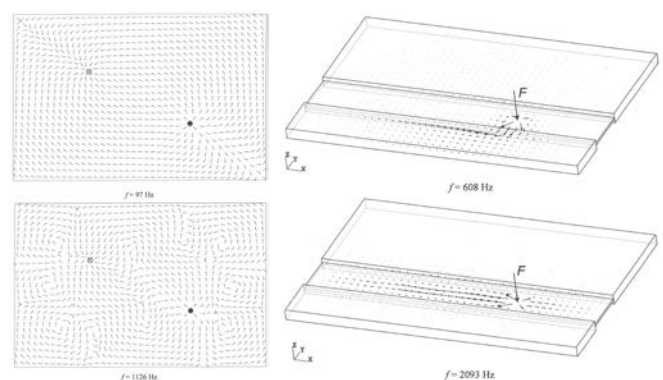 f = 97 Hz
F
Z
Y
X
f = 608 Hz
f = 1126 Hz
F
Z
Y
X
f = 2093 Hz